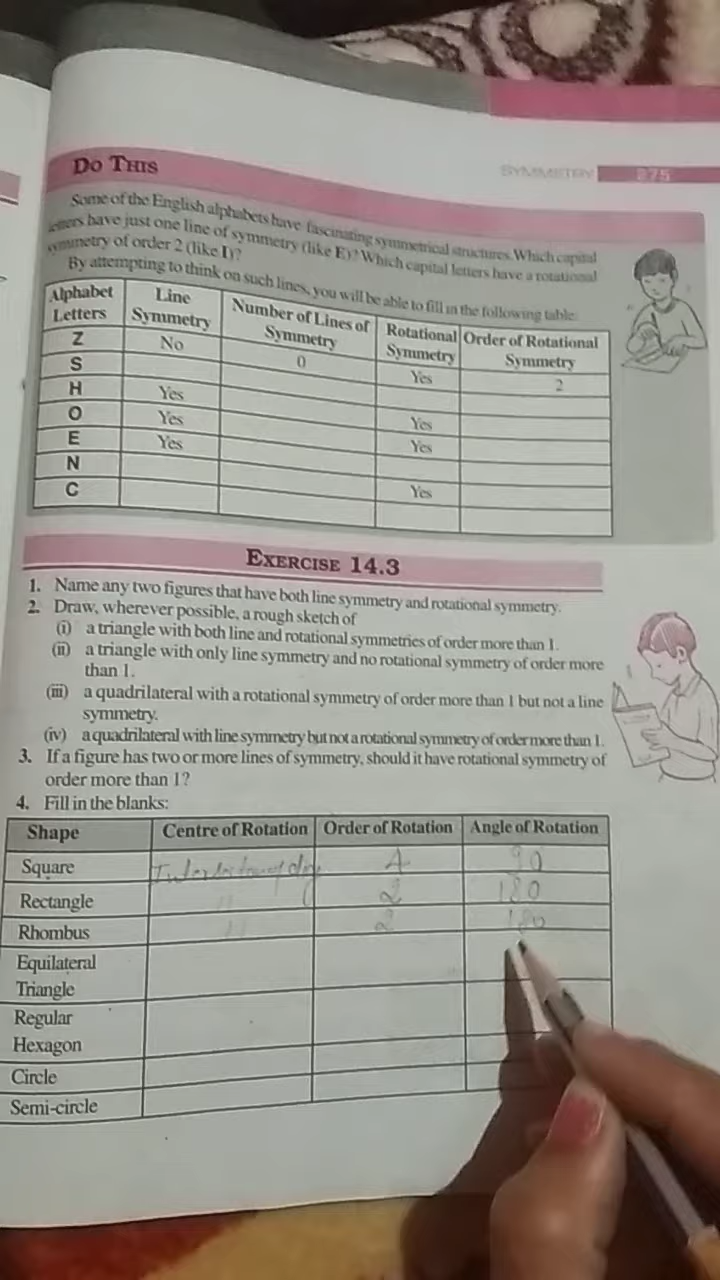 DO THIS
SYMMETRY 275
Some of the English alphabets have fascinating symmetrical structures. Which capital
letters have just one line of symmetry (like E)? Which capital letters have a rotational
symmetry of order 2 (like I)?
By attempting to think on such lines, you will be able to fill in the following table.
Alphabet Letters Line Symmetry Number of Lines of Symmetry Rotational Symmetry Order of Rotational Symmetry
Z No 0 Yes 2
S
H Yes Yes
O Yes Yes
E Yes
N Yes
C
EXERCISE 14.3
1. Name any two figures that have both line symmetry and rotational symmetry.
2. Draw, wherever possible, a rough sketch of
(i) a triangle with both line and rotational symmetries of order more than 1.
(ii) a triangle with only line symmetry and no rotational symmetry of order more
than 1.
(iii) a quadrilateral with a rotational symmetry of order more than 1 but not a line
symmetry.
(iv) a quadrilateral with line symmetry but not a rotational symmetry of order more than 1.
3. If a figure has two or more lines of symmetry, should it have rotational symmetry of
order more than 1?
4. Fill in the blanks:
Shape Centre of Rotation Order of Rotation Angle of Rotation
Square 4 90
Rectangle " 2 180
Rhombus " 2 180
Equilateral
Triangle
Regular
Hexagon
Circle
Semi-circle